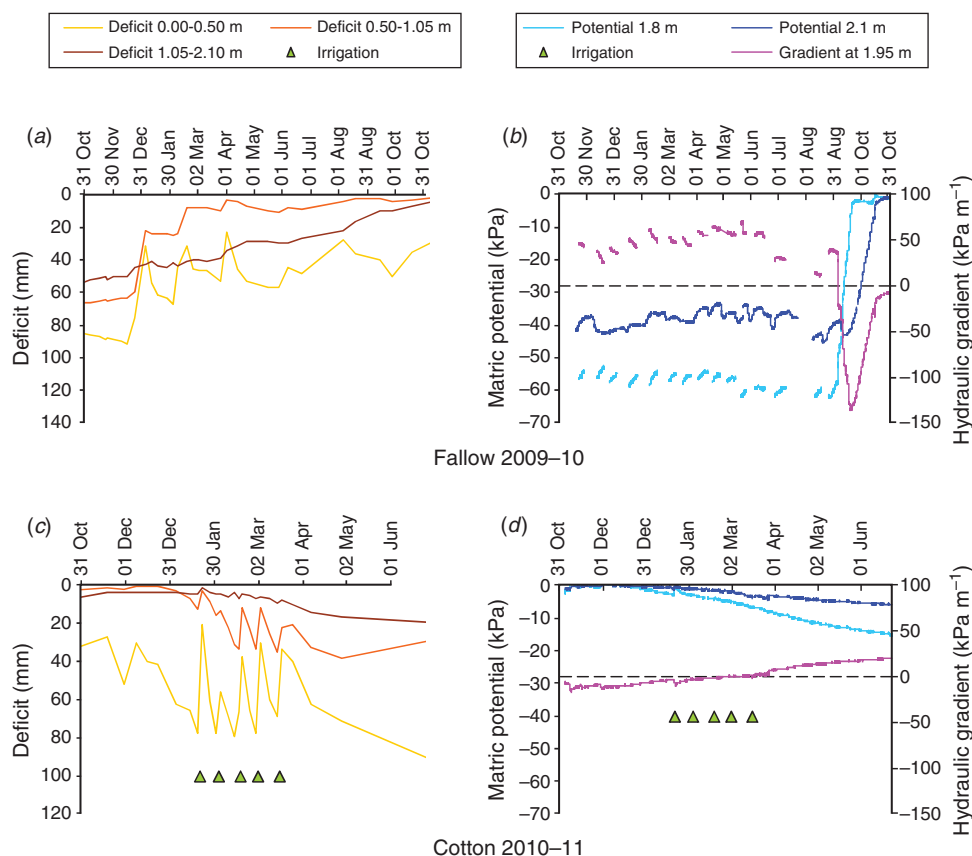 Deficit 0.00-0.50 m
Deficit 0.50-1.05 m
Deficit 1.05-2.10 m
Irrigation
Potential 1.8 m
Potential 2.1 m
Irrigation
Gradient at 1.95 m
(a)
31 Oct
30 Nov
31 Dec
30 Jan
02 Mar
01 Apr
01 May
01 Jun
01 Jul
01 Aug
31 Aug
01 Oct
31 Oct
0
20
40
60
80
100
120
140
Deficit (mm)
(b)
31 Oct
30 Nov
31 Dec
30 Jan
02 Mar
01 Apr
01 May
01 Jun
01 Jul
01 Aug
31 Aug
01 Oct
31 Oct
0
–10
–20
–30
–40
–50
–60
–70
Matric potential (kPa)
100
50
0
–50
–100
–150
Hydraulic gradient (kPa m–1)
Fallow 2009–10
(c)
31 Oct
01 Dec
31 Dec
30 Jan
02 Mar
01 Apr
02 May
01 Jun
0
20
40
60
80
100
120
Deficit (mm)
(d)
31 Oct
01 Dec
31 Dec
30 Jan
02 Mar
01 Apr
02 May
01 Jun
0
–10
–20
–30
–40
–50
–60
–70
Matric potential (kPa)
100
50
0
–50
–100
–150
Hydraulic gradient (kPa m–1)
Cotton 2010–11